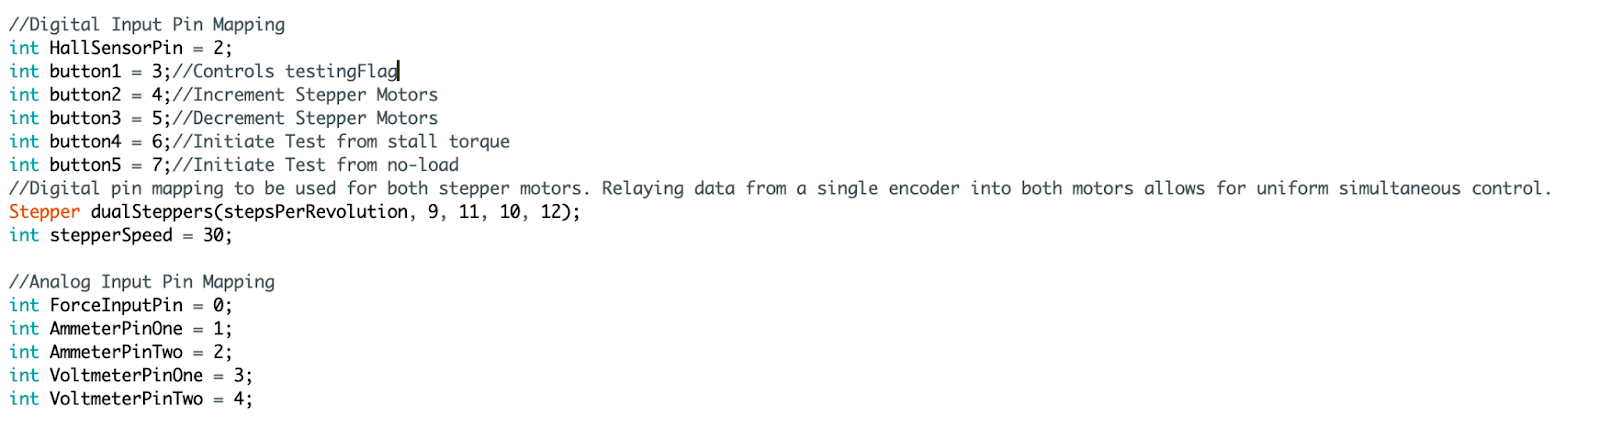 //Digital Input Pin Mapping
int HallSensorPin = 2;
int button1 = 3;//Controls testingFlag
int button2 = 4;//Increment Stepper Motors
int button3 = 5;//Decrement Stepper Motors
int button4 = 6;//Initiate Test from stall torque
int button5 = 7;//Initiate Test from no-load
//Digital pin mapping to be used for both stepper motors. Relaying data from a single encoder into both motors allows for uniform simultaneous control.
Stepper dualSteppers(stepsPerRevolution, 9, 11, 10, 12);
int stepperSpeed = 30;

//Analog Input Pin Mapping
int ForceInputPin = 0;
int AmmeterPinOne = 1;
int AmmeterPinTwo = 2;
int VoltmeterPinOne = 3;
int VoltmeterPinTwo = 4;